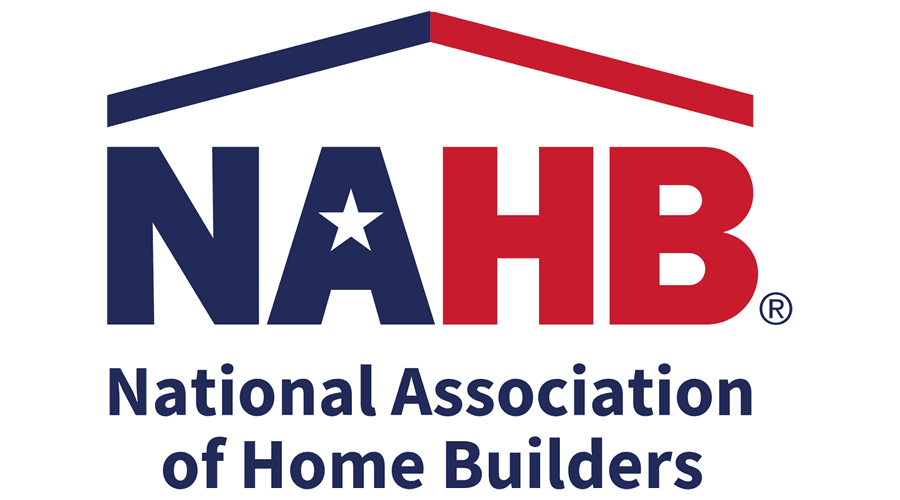 NAHB®
National Association
of Home Builders